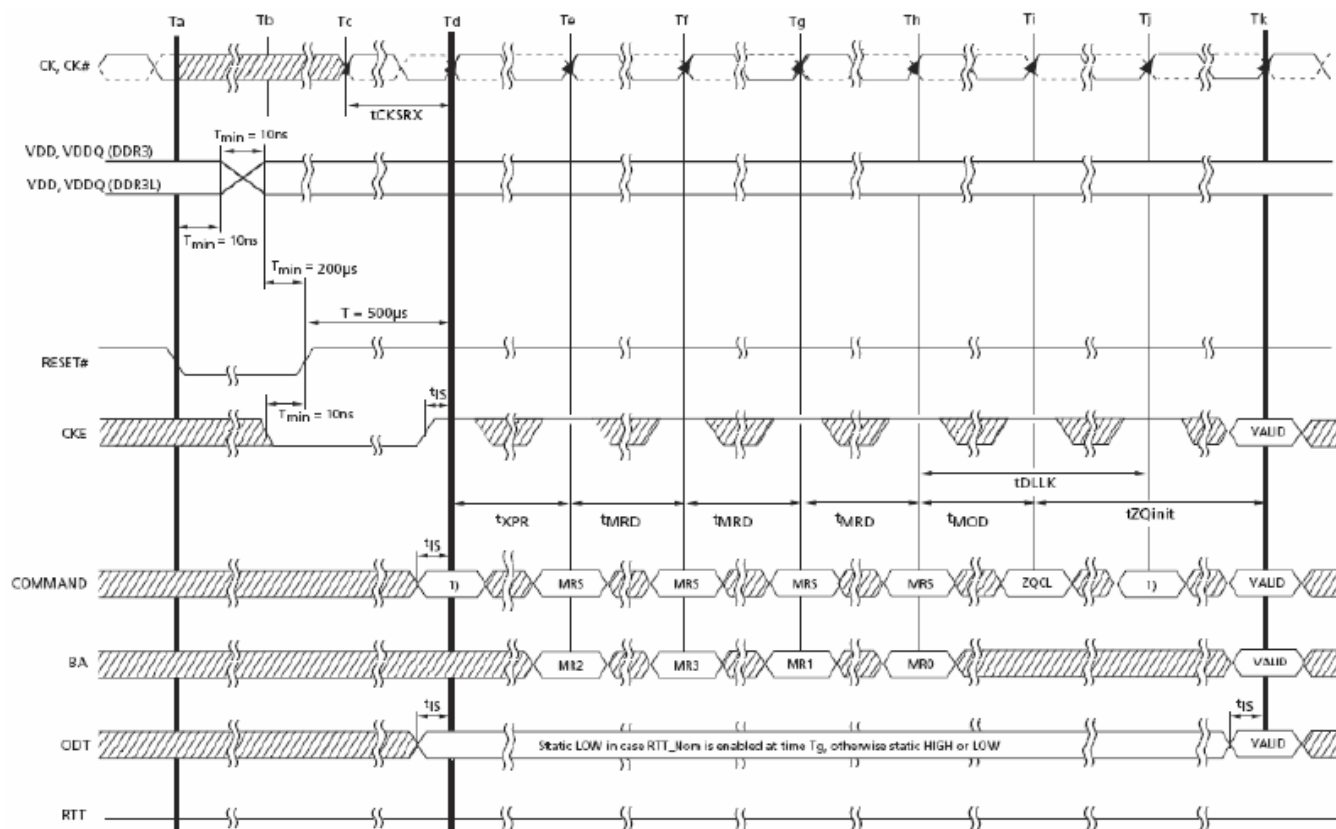 Ta Tb Tc Td Te Tf Tg Th Ti Tj Tk
CK, CK#
tCKSRX
Tmin = 10ns
VDD, VDDQ (DDR3)
VDD, VDDQ (DDR3L)
Tmin = 10ns
Tmin = 200µs
T = 500µs
RESET#
tIS
Tmin = 10ns
CKE
VALID
tDLLK
tXPR tMRD tMRD tMRD tMOD tZQinit
tIS
COMMAND 1) MRS MRS MRS MRS ZQCL 1) VALID
BA MR2 MR3 MR1 MR0 VALID
tIS tIS
ODT Static LOW in case RTT_Nom is enabled at time Tg, otherwise static HIGH or LOW VALID
RTT